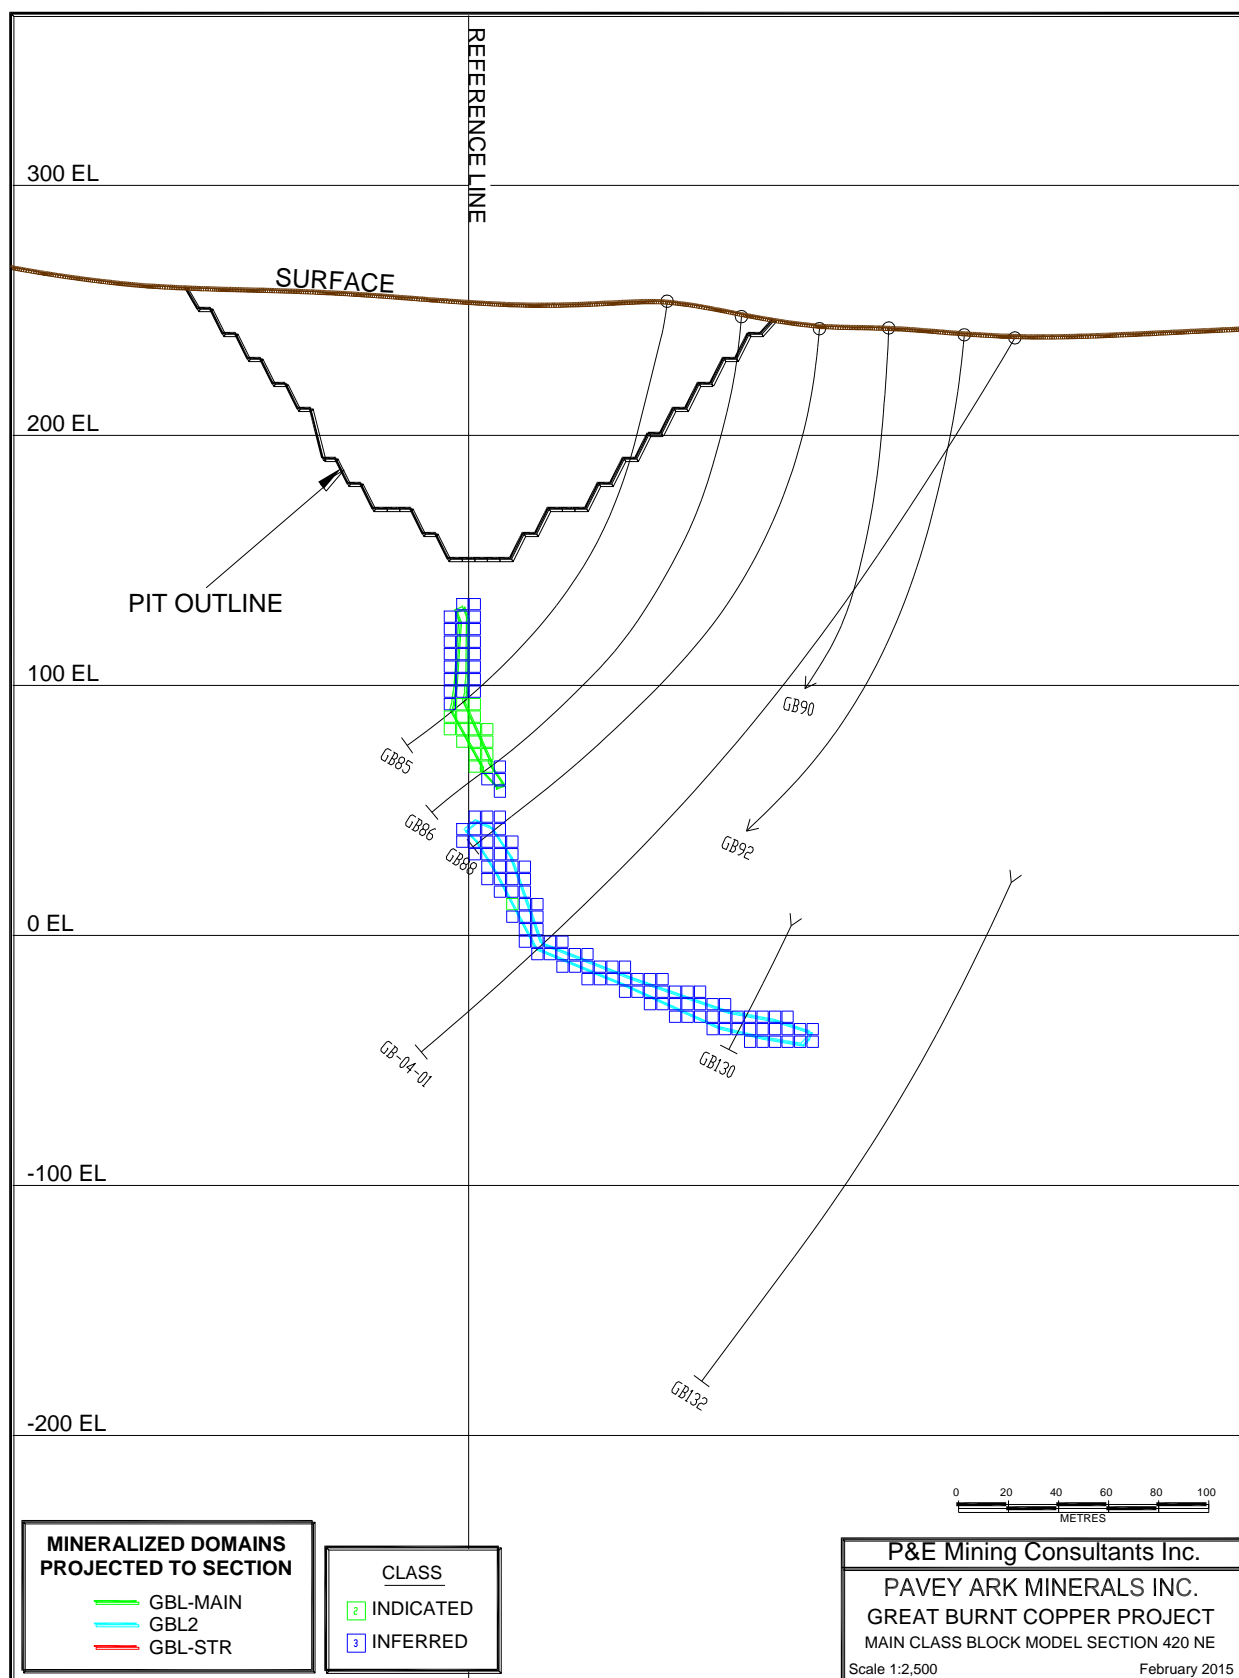 REFERENCE LINE
300 EL
SURFACE
200 EL
PIT OUTLINE
100 EL
GB90
GB85
GB86
GB88
GB92
0 EL
GB-04-01
GB130
-100 EL
GB132
-200 EL
0 20 40 60 80 100
METRES
MINERALIZED DOMAINS
PROJECTED TO SECTION
GBL-MAIN
GBL2
GBL-STR
CLASS
2 INDICATED
3 INFERRED
P&E Mining Consultants Inc.
PAVEY ARK MINERALS INC.
GREAT BURNT COPPER PROJECT
MAIN CLASS BLOCK MODEL SECTION 420 NE
Scale 1:2,500 February 2015